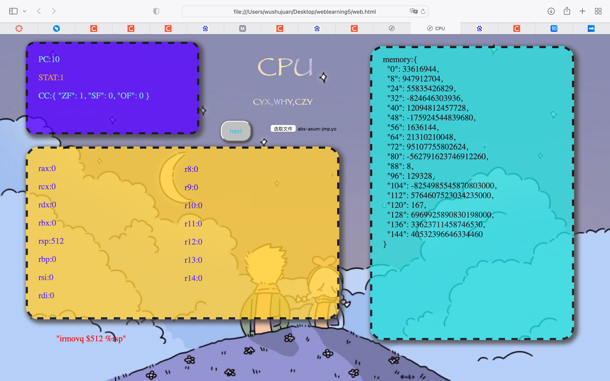 file:///Users/wushujuan/Desktop/weblearning5/web.html
CPU
PC:10
STAT:1
CC:{ "ZF": 1, "SF": 0, "OF": 0 }
CPU
CYX,WHY,CZY
next
选取文件 abs-asum-jmp.yo
rax:0
rcx:0
rdx:0
rbx:0
rsp:512
rbp:0
rsi:0
rdi:0
r8:0
r9:0
r10:0
r11:0
r12:0
r13:0
r14:0
"irmovq $512 %rsp"
memory:{
"0": 33616944,
"8": 947912704,
"24": 55835426829,
"32": -824646303936,
"40": 12094812457728,
"48": -175924544839680,
"56": 1636144,
"64": 21310210048,
"72": 95107755802624,
"80": -562791623746912260,
"88": 8,
"96": 129328,
"104": -8254985545870803000,
"112": 5764607523034235000,
"120": 167,
"128": 6969925890830198000,
"136": 33623711458746530,
"144": 40532396646334460
}